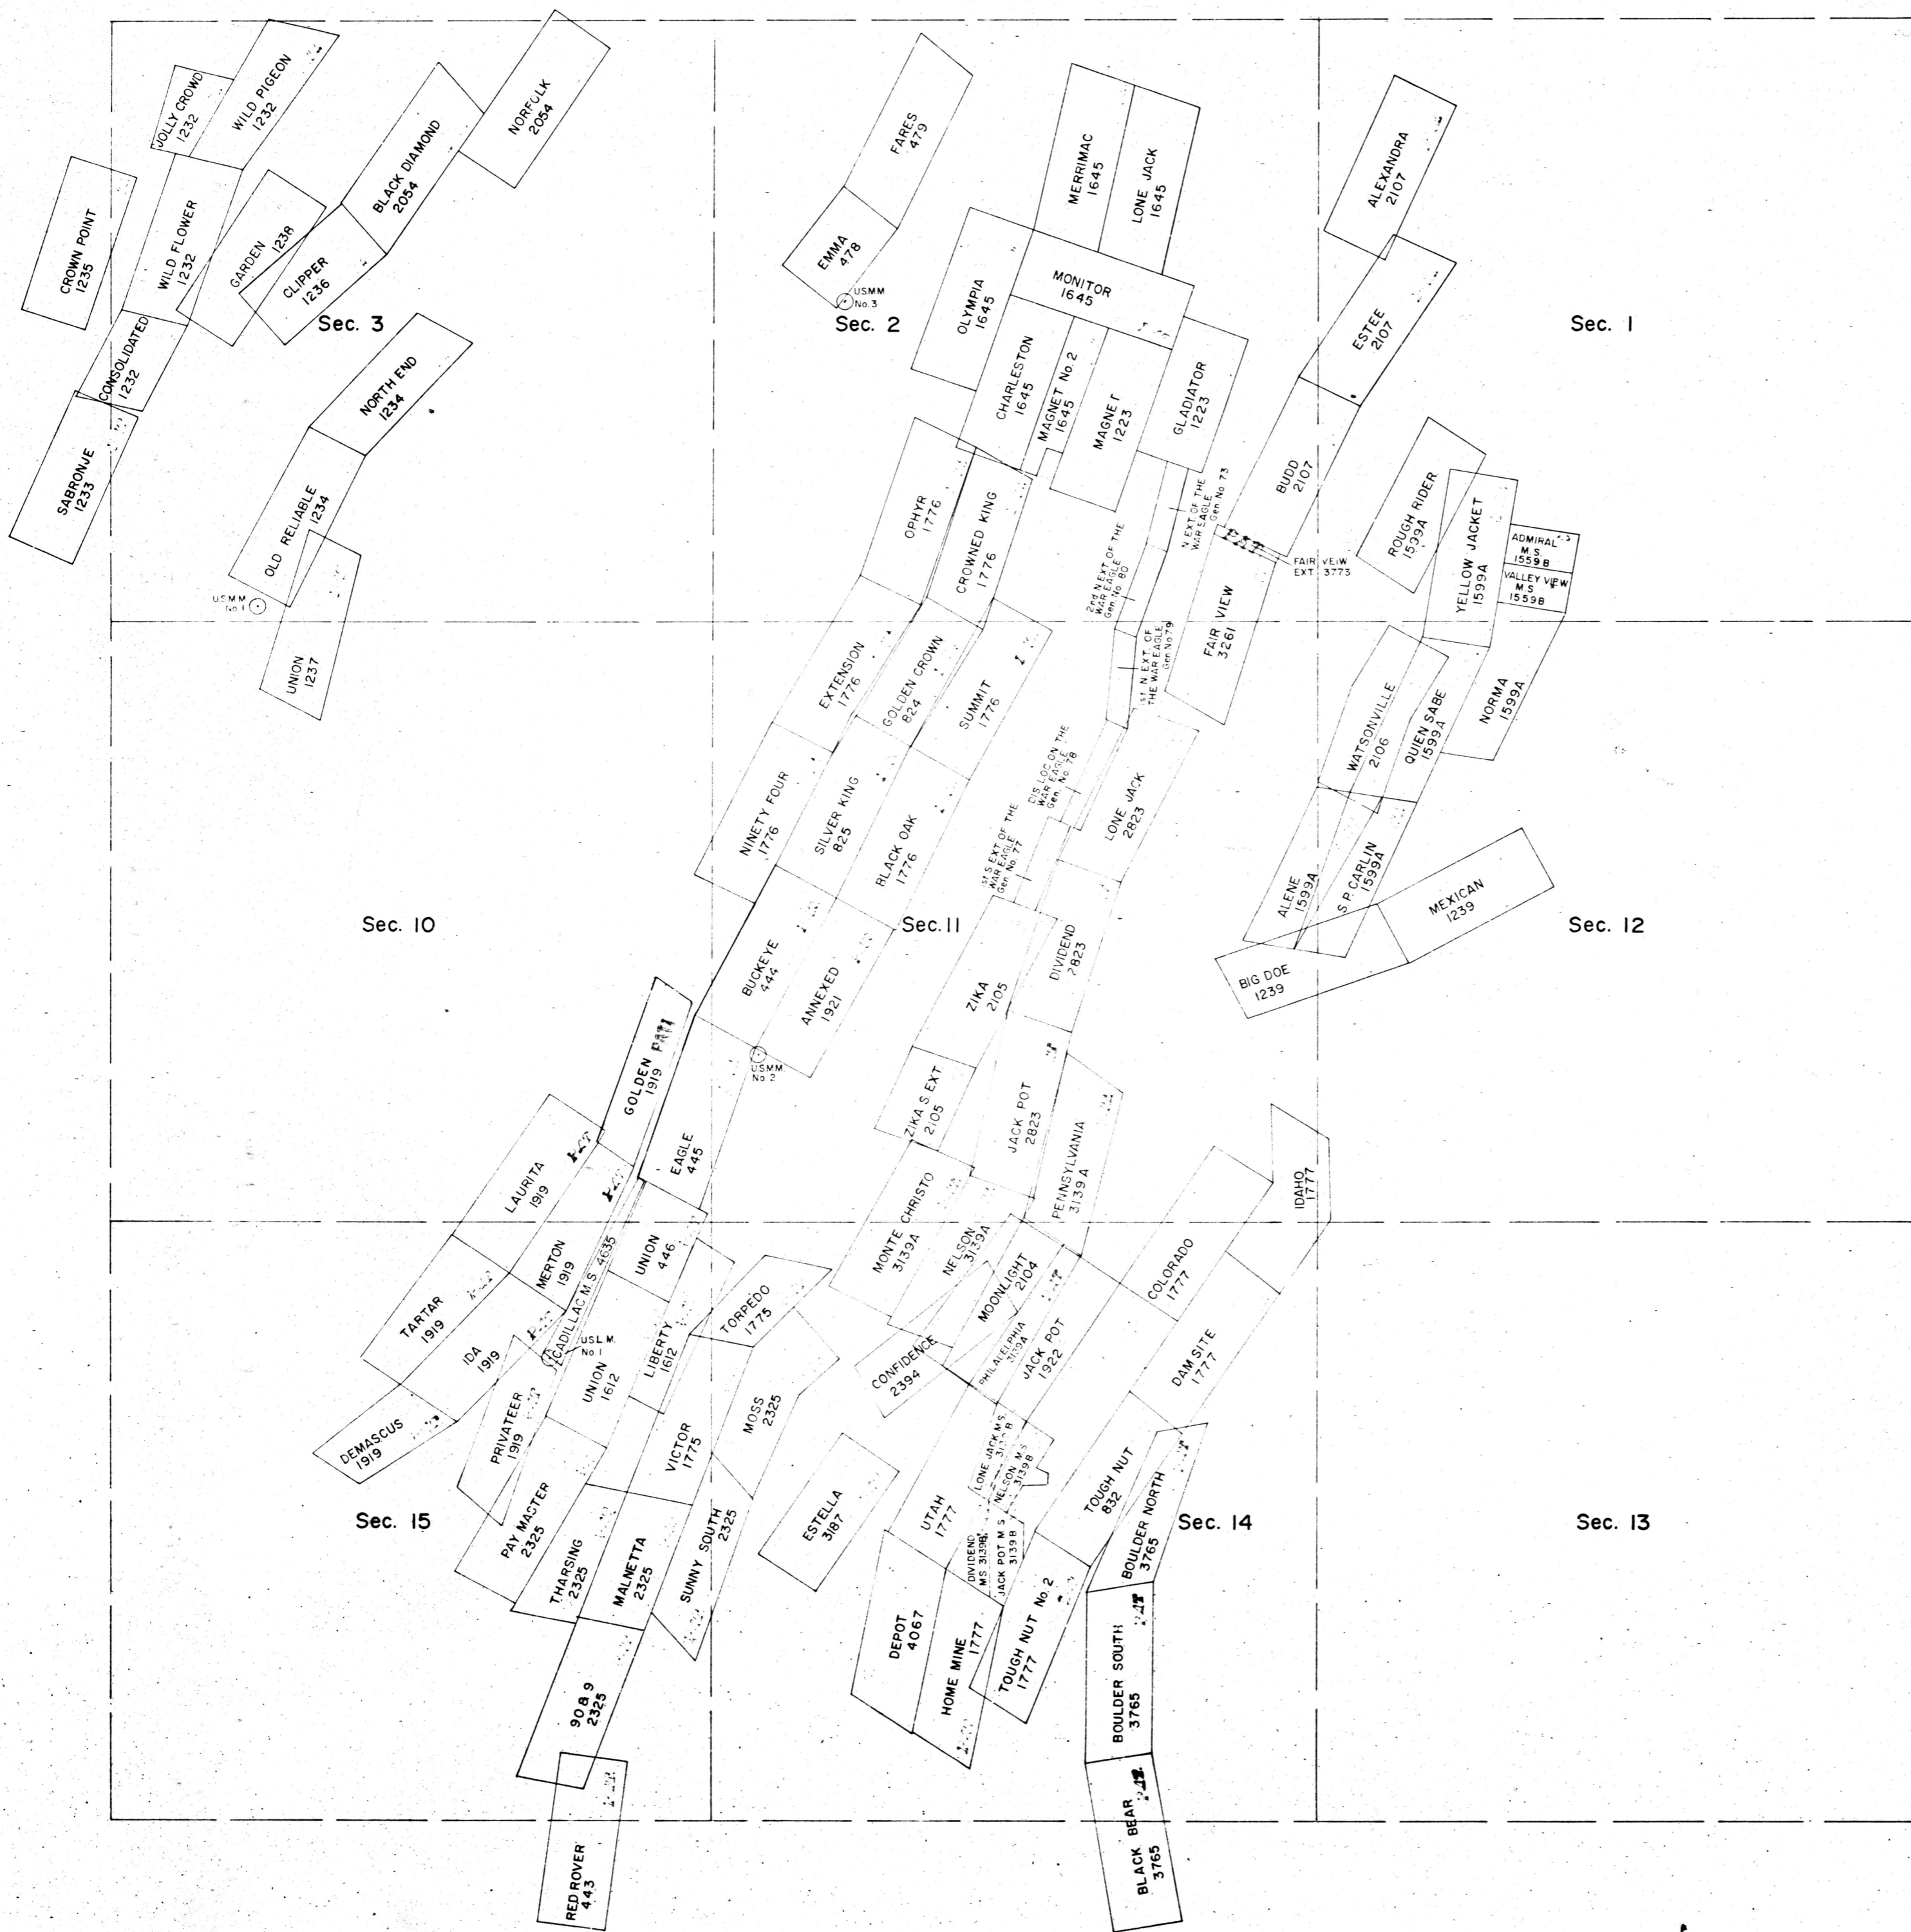 JOLLY CROWD
1232
WILD PIGEON
1232
BLACK DIAMOND
2054
NORFOLK
2054
CROWN POINT
1235
WILD FLOWER
1232
GARDEN 1238
CLIPPER
1236
CONSOLIDATED
1232
Sec. 3
SABRONJE
1233
NORTH END
1234
OLD RELIABLE
1234
U.S.M.M.
No. 1
UNION
1237
FARES
479
EMMA
478
U.S.M.M
No. 3
Sec. 2
MERRIMAC
1645
LONE JACK
1645
OLYMPIA
1645
MONITOR
1645
CHARLESTON
1645
MAGNET No. 2
1645
MAGNET
1223
GLADIATOR
1223
OPHYR
1776
CROWNED KING
1776
2nd N. EXT OF THE
WAR EAGLE
Gen. No. 80
N. EXT OF THE
WAR EAGLE
Gen No. 73
PAT.
FAIR VEIW
EXT. 3773
FAIR VIEW
3261
1st. N. EXT. OF
THE WAR EAGLE
Gen. No. 79
ALEXANDRA
2107
ESTEE
2107
Sec. 1
BUDD
2107
ROUGH RIDER
1599A
YELLOW JACKET
1599A
ADMIRAL
M. S.
1559 B
VALLEY VIEW
M. S.
1559B
WATSONVILLE
2106
QUIEN SABE
1599A
NORMA
1599A
ALENE
1599A
S.P. CARLIN
1599A
MEXICAN
1239
BIG DOE
1239
Sec. 12
Sec. 10
EXTENSION
1776
GOLDEN CROWN
824
SUMMIT
1776
NINETY FOUR
1776
SILVER KING
825
BLACK OAK
1776
DIS. LOC ON THE
WAR EAGLE
Gen. No. 78
1st S EXT OF THE
WAR EAGLE
Gen. No. 77
LONE JACK
2823
Sec. 11
BUCKEYE
444
ANNEXED
1921
U.S.M.M.
No. 2
ZIKA
2105
DIVIDEND
2823
ZIKA S. EXT
2105
JACK POT
2823
PENNSYLVANIA
3139 A
GOLDEN PAT
1919
EAGLE
445
LAURITA
1919
PAT
MERTON
1919
PAT
CADILLAC M.S. 4635
UNION
446
TARTAR
1919
IDA
1919
U.S.L.M.
No. 1
DEMASCUS
1919
PRIVATEER
1919
UNION
1612
LIBERTY
1612
TORPEDO
1775
MOSS
2325
VICTOR
1775
PAY MASTER
2325
THARSING
2325
MALNETTA
2325
SUNNY SOUTH
2325
Sec. 15
90 & 9
2325
RED ROVER
443
MONTE CHRISTO
3139A
NELSON
3139A
MOONLIGHT
2104
CONFIDENCE
2394
PHILADELPHIA
3139A
JACK POT
1922
COLORADO
1777
IDAHO
1777
DAM SITE
1777
ESTELLA
3187
UTAH
1777
LONE JACK M.S.
3139 B
NELSON M.S.
3139B
DIVIDEND
M.S. 3139B
JACK POT M S
3139 B
TOUGH NUT
832
BOULDER NORTH
3765
Sec. 14
Sec. 13
DEPOT
4067
HOME MINE
1777
TOUGH NUT No. 2
1777
BOULDER SOUTH
3765
PAT
BLACK BEAR
3765
PAT.